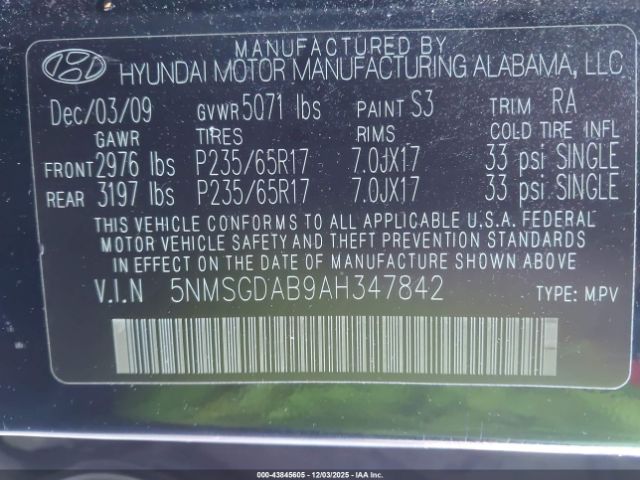 MANUFACTURED BY
HYUNDAI MOTOR MANUFACTURING ALABAMA, LLC
Dec/03/09 GVWR 5071 lbs PAINT S3 TRIM RA
GAWR TIRES RIMS COLD TIRE INFL
FRONT 2976 lbs P235/65R17 7.0JX17 33 psi SINGLE
REAR 3197 lbs P235/65R17 7.0JX17 33 psi SINGLE
THIS VEHICLE CONFORMS TO ALL APPLICABLE U.S.A. FEDERAL
MOTOR VEHICLE SAFETY AND THEFT PREVENTION STANDARDS
IN EFFECT ON THE DATE OF MANUFACTURE SHOWN ABOVE.
V.I.N 5NMSGDAB9AH347842 TYPE: MPV
000-43845605 - 12/03/2025 - IAAI.COM - COPART